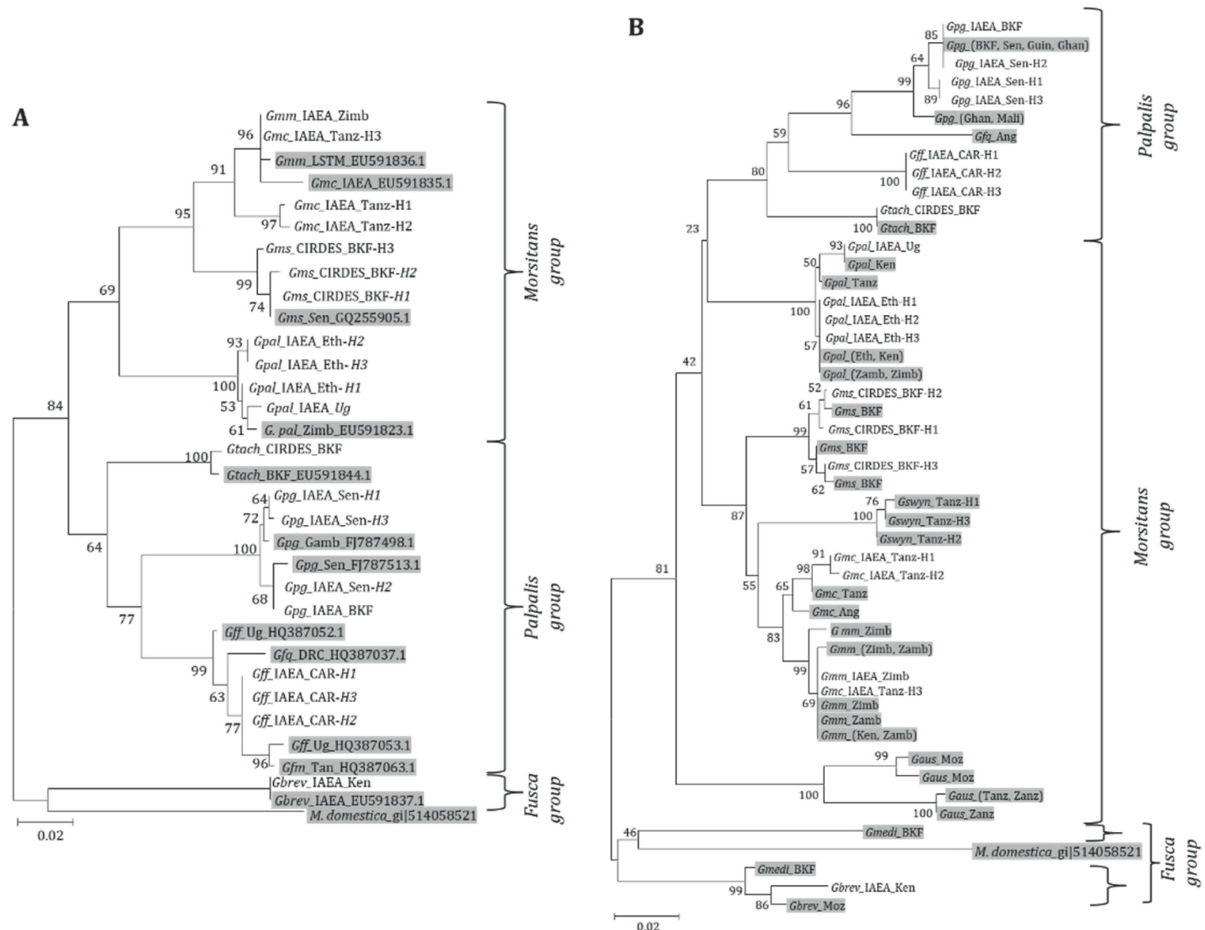 A
Gmm_IAEA_Zimb
Gmc_IAEA_Tanz-H3
96
Gmm_LSTM_EU591836.1
91
Gmc_IAEA_EU591835.1
Gmc_IAEA_Tanz-H1
95
97
Gmc_IAEA_Tanz-H2
Gms_CIRDES_BKF-H3
Gms_CIRDES_BKF-H2
99
69
Gms_CIRDES_BKF-H1
74
Gms_Sen_GQ255905.1
93
Gpal_IAEA_Eth-H2
Gpal_IAEA_Eth-H3
100
Gpal_IAEA_Eth-H1
84
53
Gpal_IAEA_Ug
61
G. pal_Zimb_EU591823.1
Gtach_CIRDES_BKF
100
Gtach_BKF_EU591844.1
64
Gpg_IAEA_Sen-H1
72
Gpg_IAEA_Sen-H3
64
100
Gpg_Gamb_FJ787498.1
Gpg_Sen_FJ787513.1
Gpg_IAEA_Sen-H2
68
Gpg_IAEA_BKF
77
Gff_Ug_HQ387052.1
Gfq_DRC_HQ387037.1
99
Gff_IAEA_CAR-H1
63
Gff_IAEA_CAR-H3
77
Gff_IAEA_CAR-H2
Gff_Ug_HQ387053.1
96
Gfm_Tan_HQ387063.1
Gbrev_IAEA_Ken
Gbrev_IAEA_EU591837.1
M. domestica_gi|514058521
0.02
Morsitans
group
Palpalis
group
Fusca
group
B
Gpg_IAEA_BKF
85
Gpg_(BKF, Sen, Guin, Ghan)
64
Gpg_IAEA_Sen-H2
99
Gpg_IAEA_Sen-H1
89
Gpg_IAEA_Sen-H3
96
Gpg_(Ghan, Mali)
59
Gfq_Ang
Gff_IAEA_CAR-H1
80
Gff_IAEA_CAR-H2
100
Gff_IAEA_CAR-H3
Gtach_CIRDES_BKF
100
Gtach_BKF
23
93
Gpal_IAEA_Ug
50
Gpal_Ken
Gpal_Tanz
100
Gpal_IAEA_Eth-H1
Gpal_IAEA_Eth-H2
Gpal_IAEA_Eth-H3
57
Gpal_(Eth, Ken)
42
Gpal_(Zamb, Zimb)
52
Gms_CIRDES_BKF-H2
61
Gms_BKF
99
Gms_CIRDES_BKF-H1
Gms_BKF
57
Gms_CIRDES_BKF-H3
62
Gms_BKF
76
Gswyn_Tanz-H1
87
100
Gswyn_Tanz-H3
Gswyn_Tanz-H2
91
Gmc_IAEA_Tanz-H1
98
Gmc_IAEA_Tanz-H2
81
55
65
Gmc_Tanz
Gmc_Ang
83
G mm_Zimb
Gmm_(Zimb, Zamb)
99
Gmm_IAEA_Zimb
Gmc_IAEA_Tanz-H3
69
Gmm_Zimb
Gmm_Zamb
Gmm_(Ken, Zamb)
99
Gaus_Moz
Gaus_Moz
100
Gaus_(Tanz, Zanz)
100
Gaus_Zanz
46
Gmedi_BKF
M. domestica_gi|514058521
Gmedi_BKF
99
Gbrev_IAEA_Ken
86
Gbrev_Moz
0.02
Palpalis
group
Morsitans
group
Fusca
group